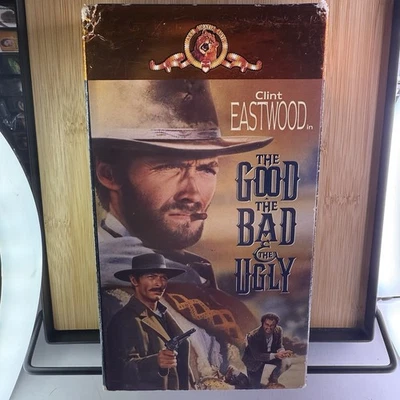 Clint
EASTWOOD in
THE
GOOD
THE
BAD
& THE
UGLY